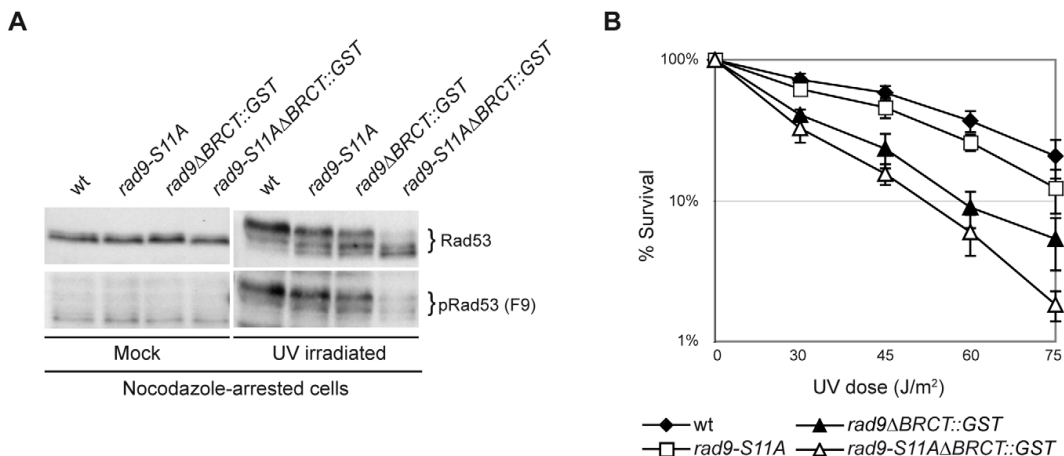 A
wt
rad9-S11A
rad9ΔBRCT::GST
rad9-S11AΔBRCT::GST
wt
rad9-S11A
rad9ΔBRCT::GST
rad9-S11AΔBRCT::GST
Rad53
pRad53 (F9)
Mock
UV irradiated
Nocodazole-arrested cells
B
100%
10%
1%
% Survival
0
30
45
60
75
UV dose (J/m²)
wt
rad9ΔBRCT::GST
rad9-S11A
rad9-S11AΔBRCT::GST